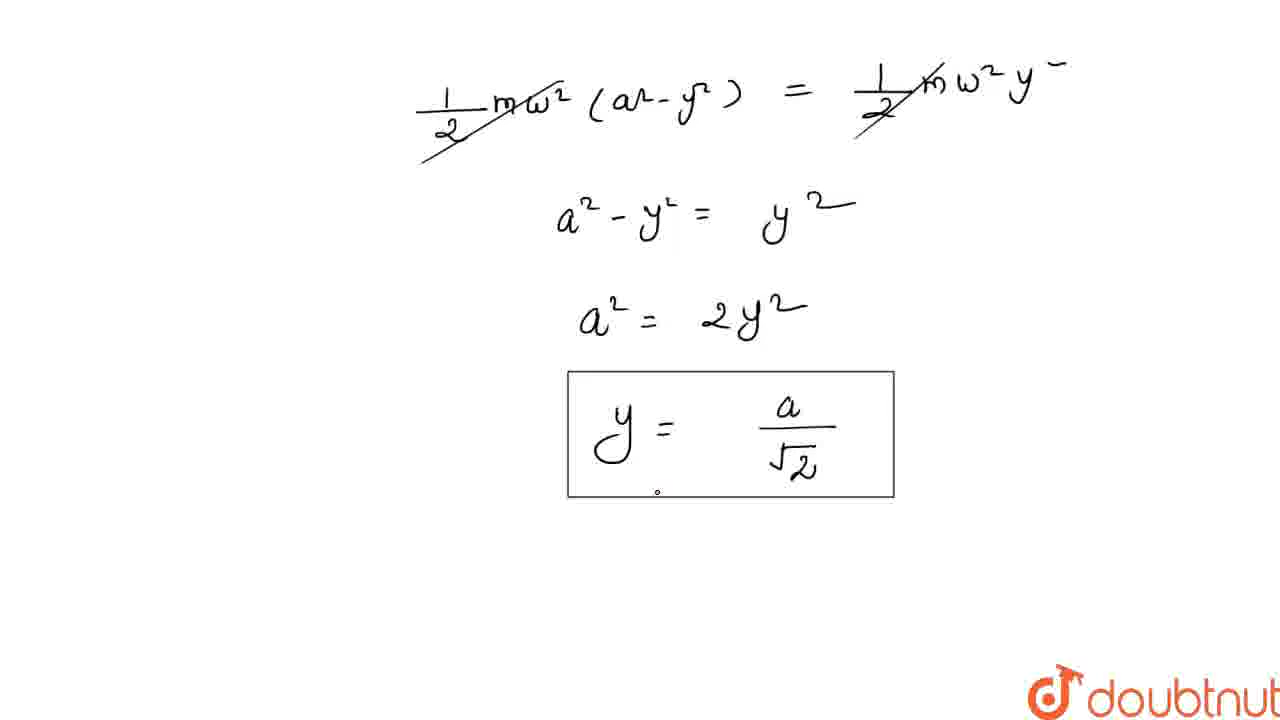 1/2 mω² (a² - y²) = 1/2 mω² y²
a² - y² = y²
a² = 2y²
y = a/√2
doubtnut